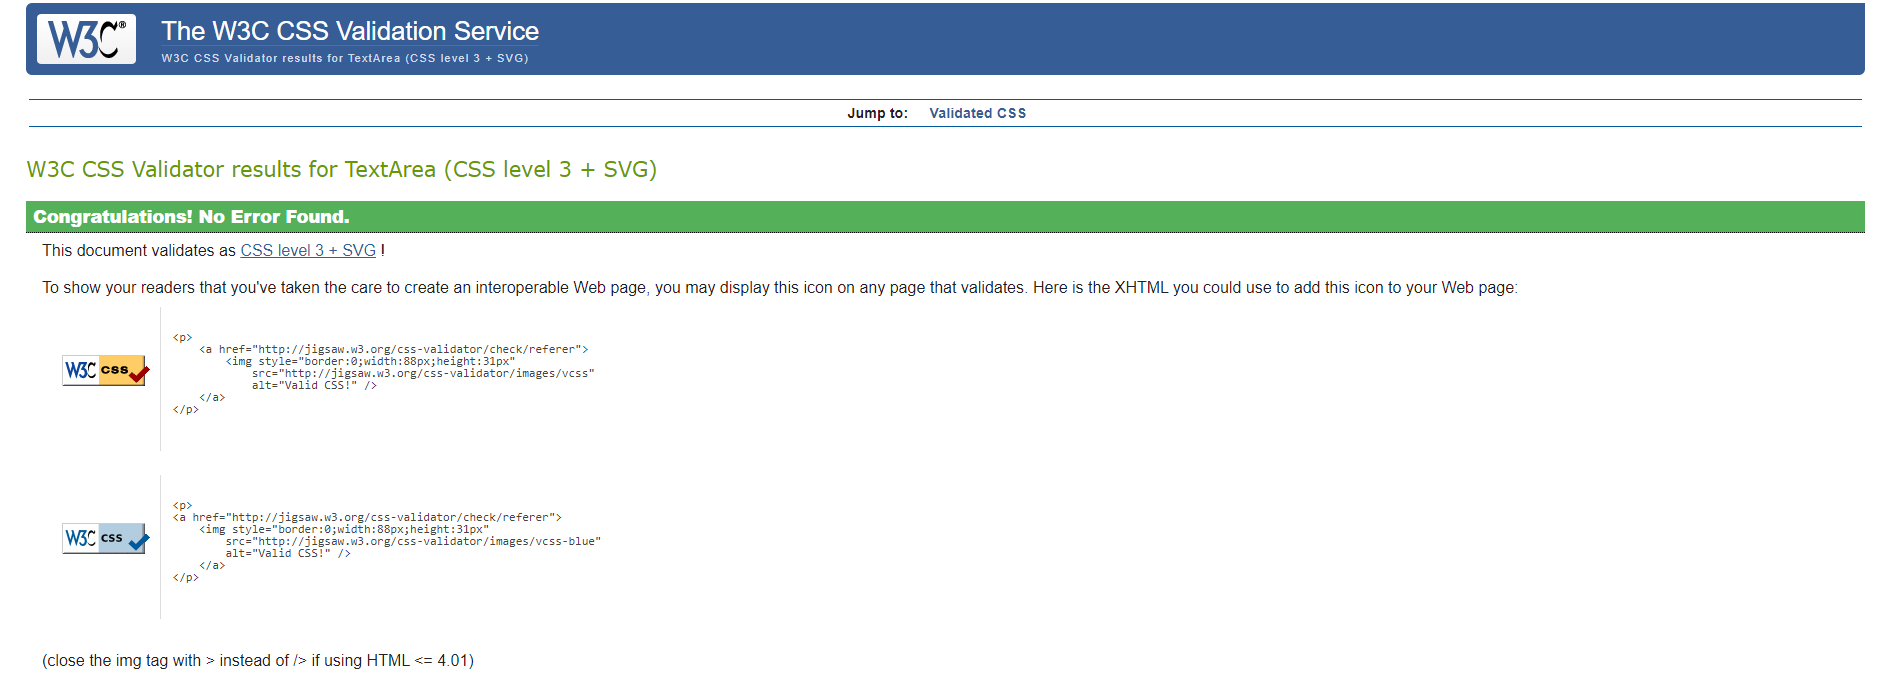 W3C® The W3C CSS Validation Service
W3C CSS Validator results for TextArea (CSS level 3 + SVG)
Jump to: Validated CSS
W3C CSS Validator results for TextArea (CSS level 3 + SVG)
Congratulations! No Error Found.
This document validates as CSS level 3 + SVG !
To show your readers that you've taken the care to create an interoperable Web page, you may display this icon on any page that validates. Here is the XHTML you could use to add this icon to your Web page:
W3C css
<p>
<a href="http://jigsaw.w3.org/css-validator/check/referer">
<img style="border:0;width:88px;height:31px"
src="http://jigsaw.w3.org/css-validator/images/vcss"
alt="Valid CSS!" />
</a>
</p>
W3C css
<p>
<a href="http://jigsaw.w3.org/css-validator/check/referer">
<img style="border:0;width:88px;height:31px"
src="http://jigsaw.w3.org/css-validator/images/vcss-blue"
alt="Valid CSS!" />
</a>
</p>
(close the img tag with > instead of /> if using HTML <= 4.01)